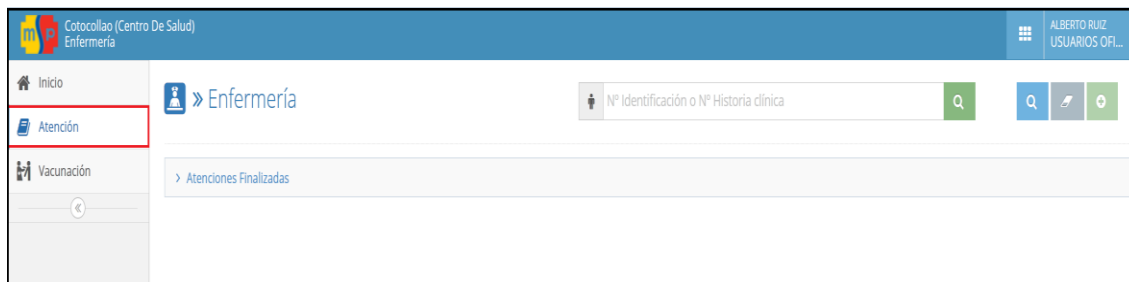 msp
Cotocollao (Centro De Salud)
Enfermería
ALBERTO RUIZ
USUARIOS OFI...
Inicio
Atención
Vacunación
» Enfermería
Nº Identificación o Nº Historia clínica
> Atenciones Finalizadas